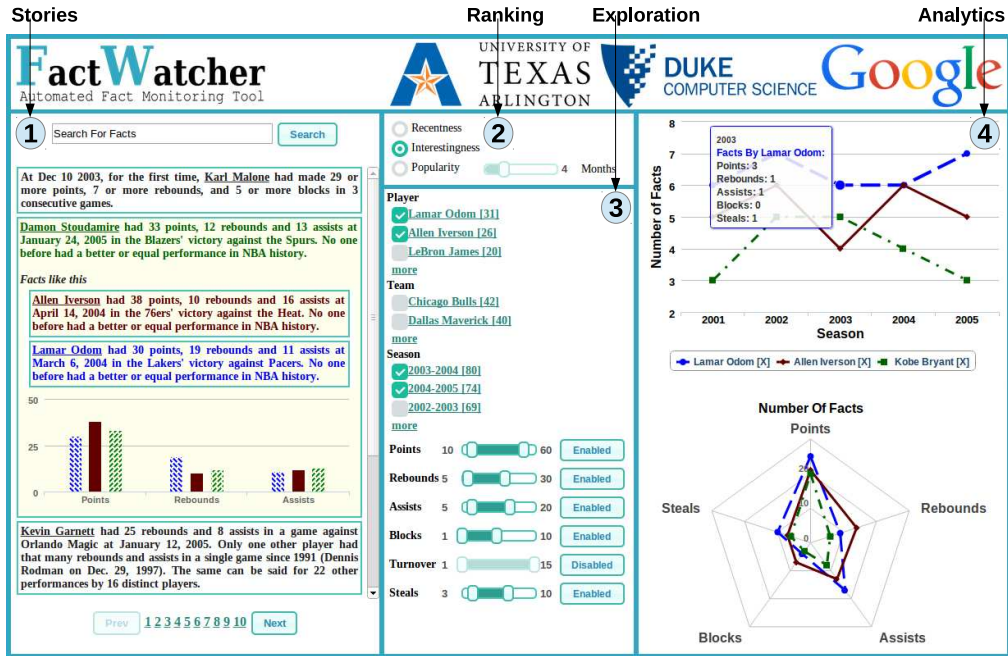 Stories
Ranking
Exploration
Analytics
FactWatcher
Automated Fact Monitoring Tool
UNIVERSITY OF
TEXAS
ARLINGTON
DUKE
COMPUTER SCIENCE
Google
1
Search For Facts
Search
At Dec 10 2003, for the first time, Karl Malone had made 29 or
more points, 7 or more rebounds, and 5 or more blocks in 3
consecutive games.
Damon Stoudamire had 33 points, 12 rebounds and 13 assists at
January 24, 2005 in the Blazers' victory against the Spurs. No one
before had a better or equal performance in NBA history.
Facts like this
Allen Iverson had 38 points, 10 rebounds and 16 assists at
April 14, 2004 in the 76ers' victory against the Heat. No one
before had a better or equal performance in NBA history.
Lamar Odom had 30 points, 19 rebounds and 11 assists at
March 6, 2004 in the Lakers' victory against Pacers. No one
before had a better or equal performance in NBA history.
50
25
0
Points Rebounds Assists
Kevin Garnett had 25 rebounds and 8 assists in a game against
Orlando Magic at January 12, 2005. Only one other player had
that many rebounds and assists in a single game since 1991 (Dennis
Rodman on Dec. 29, 1997). The same can be said for 22 other
performances by 16 distinct players.
Prev 1 2 3 4 5 6 7 8 9 10 Next
2
Recentness
Interestingness
Popularity 4 Months
3
Player
Lamar Odom [31]
Allen Iverson [26]
LeBron James [20]
more
Team
Chicago Bulls [42]
Dallas Maverick [40]
more
Season
2003-2004 [80]
2004-2005 [74]
2002-2003 [69]
more
Points 10 60 Enabled
Rebounds 5 30 Enabled
Assists 5 20 Enabled
Blocks 1 10 Enabled
Turnover 1 15 Disabled
Steals 3 10 Enabled
4
Number of Facts
8
7
6
5
4
3
2
2003
Facts By Lamar Odom:
Points: 3
Rebounds: 1
Assists: 1
Blocks: 0
Steals: 1
2001 2002 2003 2004 2005
Season
Lamar Odom [X] Allen Iverson [X] Kobe Bryant [X]
Number Of Facts
Points
Steals
Rebounds
20
10
0
Blocks
Assists